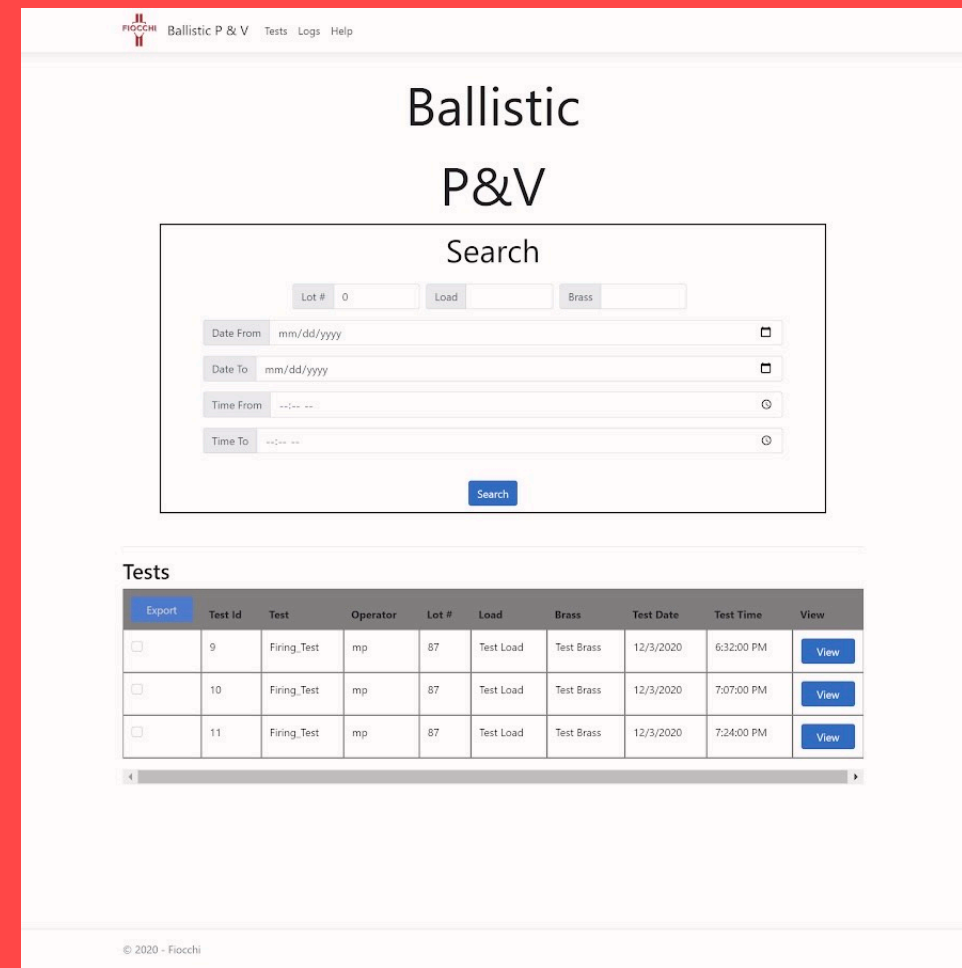 FIOCCHI Ballistic P & V Tests Logs Help
Ballistic
P&V
Search
Lot # 0 Load Brass
Date From mm/dd/yyyy
Date To mm/dd/yyyy
Time From --:-- --
Time To --:-- --
Search
Tests
Export Test Id Test Operator Lot # Load Brass Test Date Test Time View
9 Firing_Test mp 87 Test Load Test Brass 12/3/2020 6:32:00 PM View
10 Firing_Test mp 87 Test Load Test Brass 12/3/2020 7:07:00 PM View
11 Firing_Test mp 87 Test Load Test Brass 12/3/2020 7:24:00 PM View
© 2020 - Fiocchi